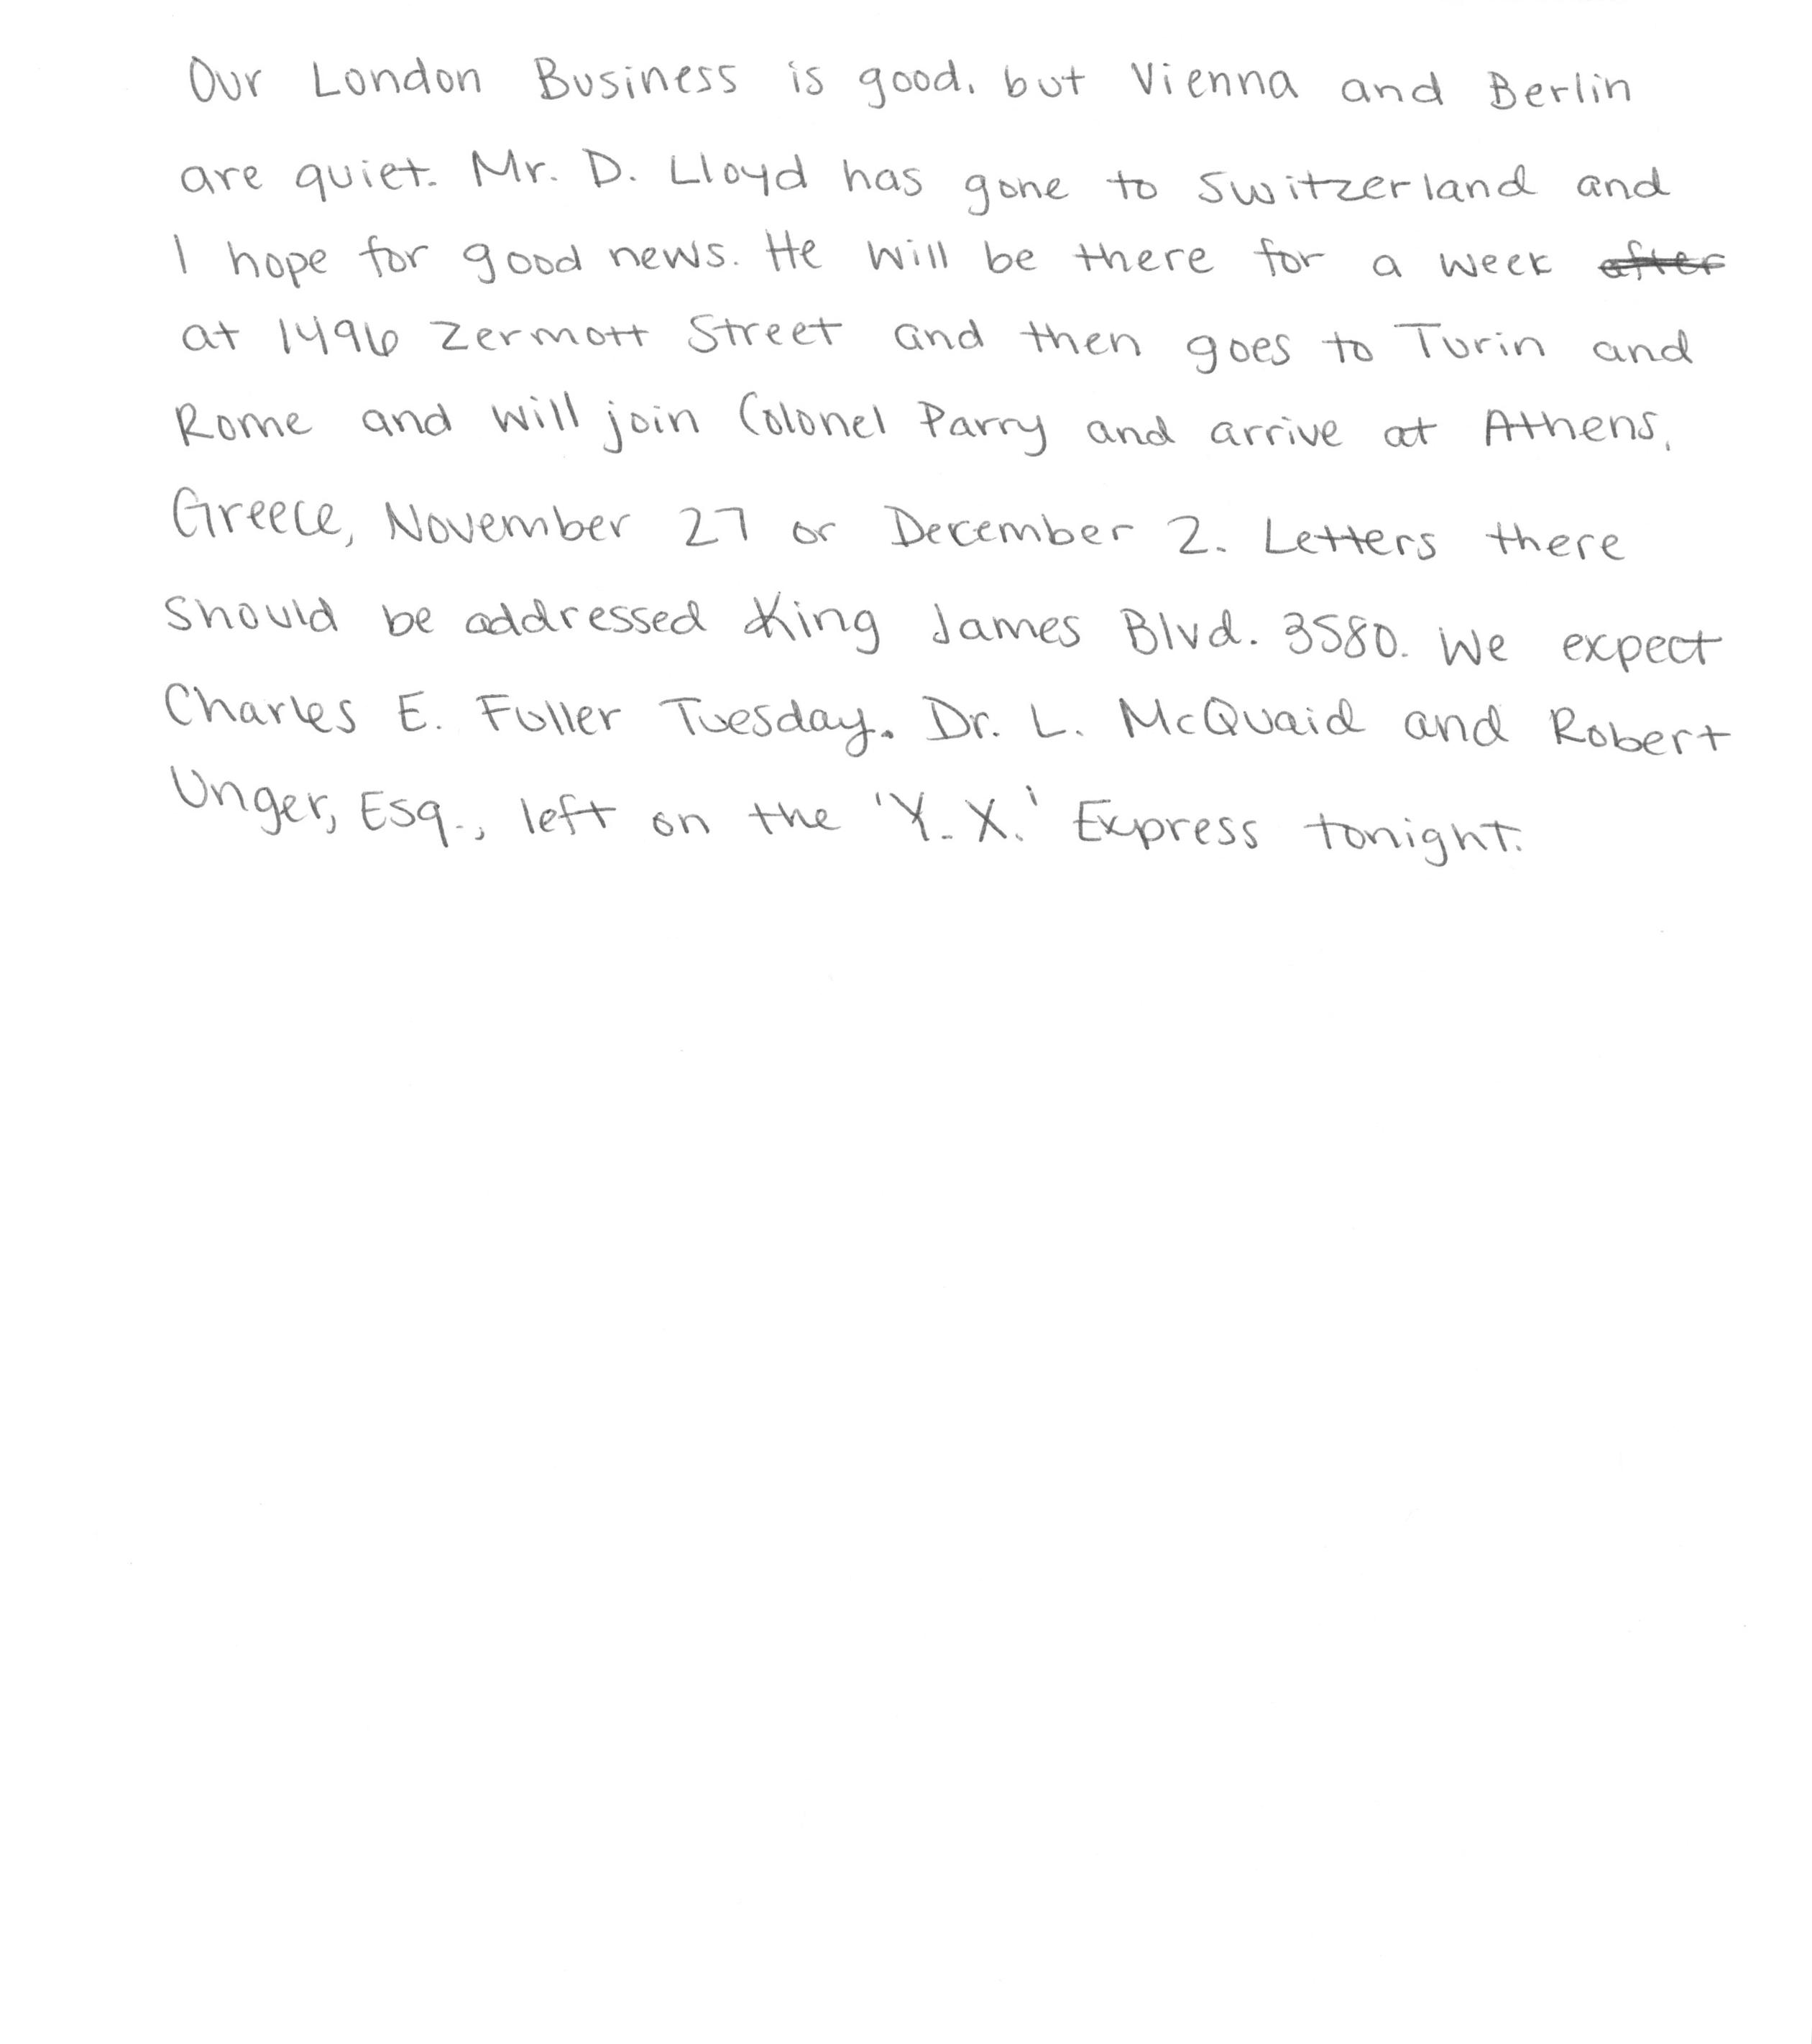 Our London Business is good, but Vienna and Berlin
are quiet. Mr. D. Lloyd has gone to Switzerland and
I hope for good news. He will be there for a week after
at 1496 Zermott Street and then goes to Turin and
Rome and will join Colonel Parry and arrive at Athens,
Greece, November 27 or December 2. Letters there
should be addressed King James Blvd. 3580. We expect
Charles E. Fuller Tuesday. Dr. L. McQuaid and Robert
Unger, Esq., left on the 'Y. X.' Express tonight.